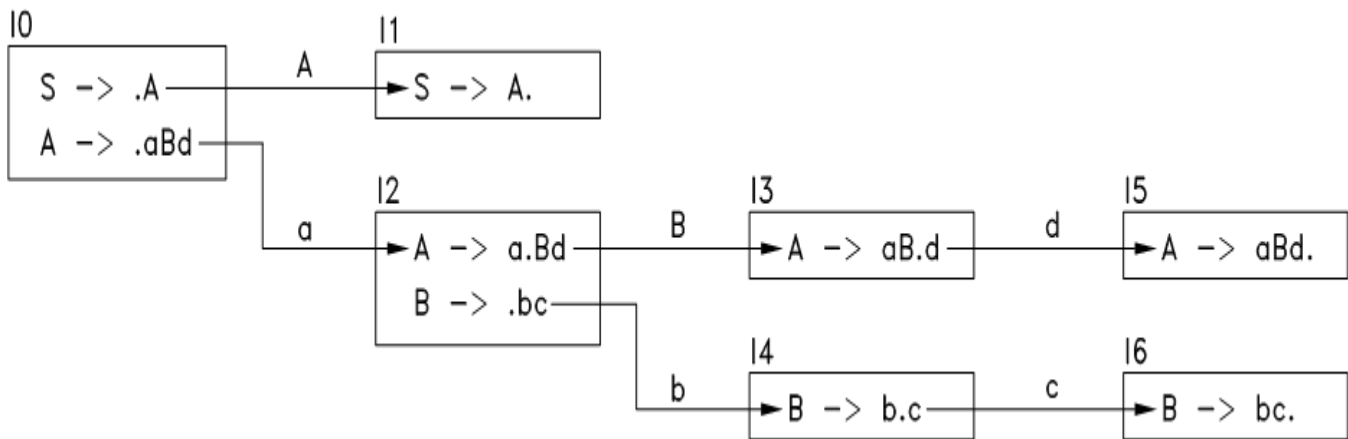 I0
S -> .A
A -> .aBd
A
I1
S -> A.
a
I2
A -> a.Bd
B -> .bc
B
I3
A -> aB.d
d
I5
A -> aBd.
b
I4
B -> b.c
c
I6
B -> bc.